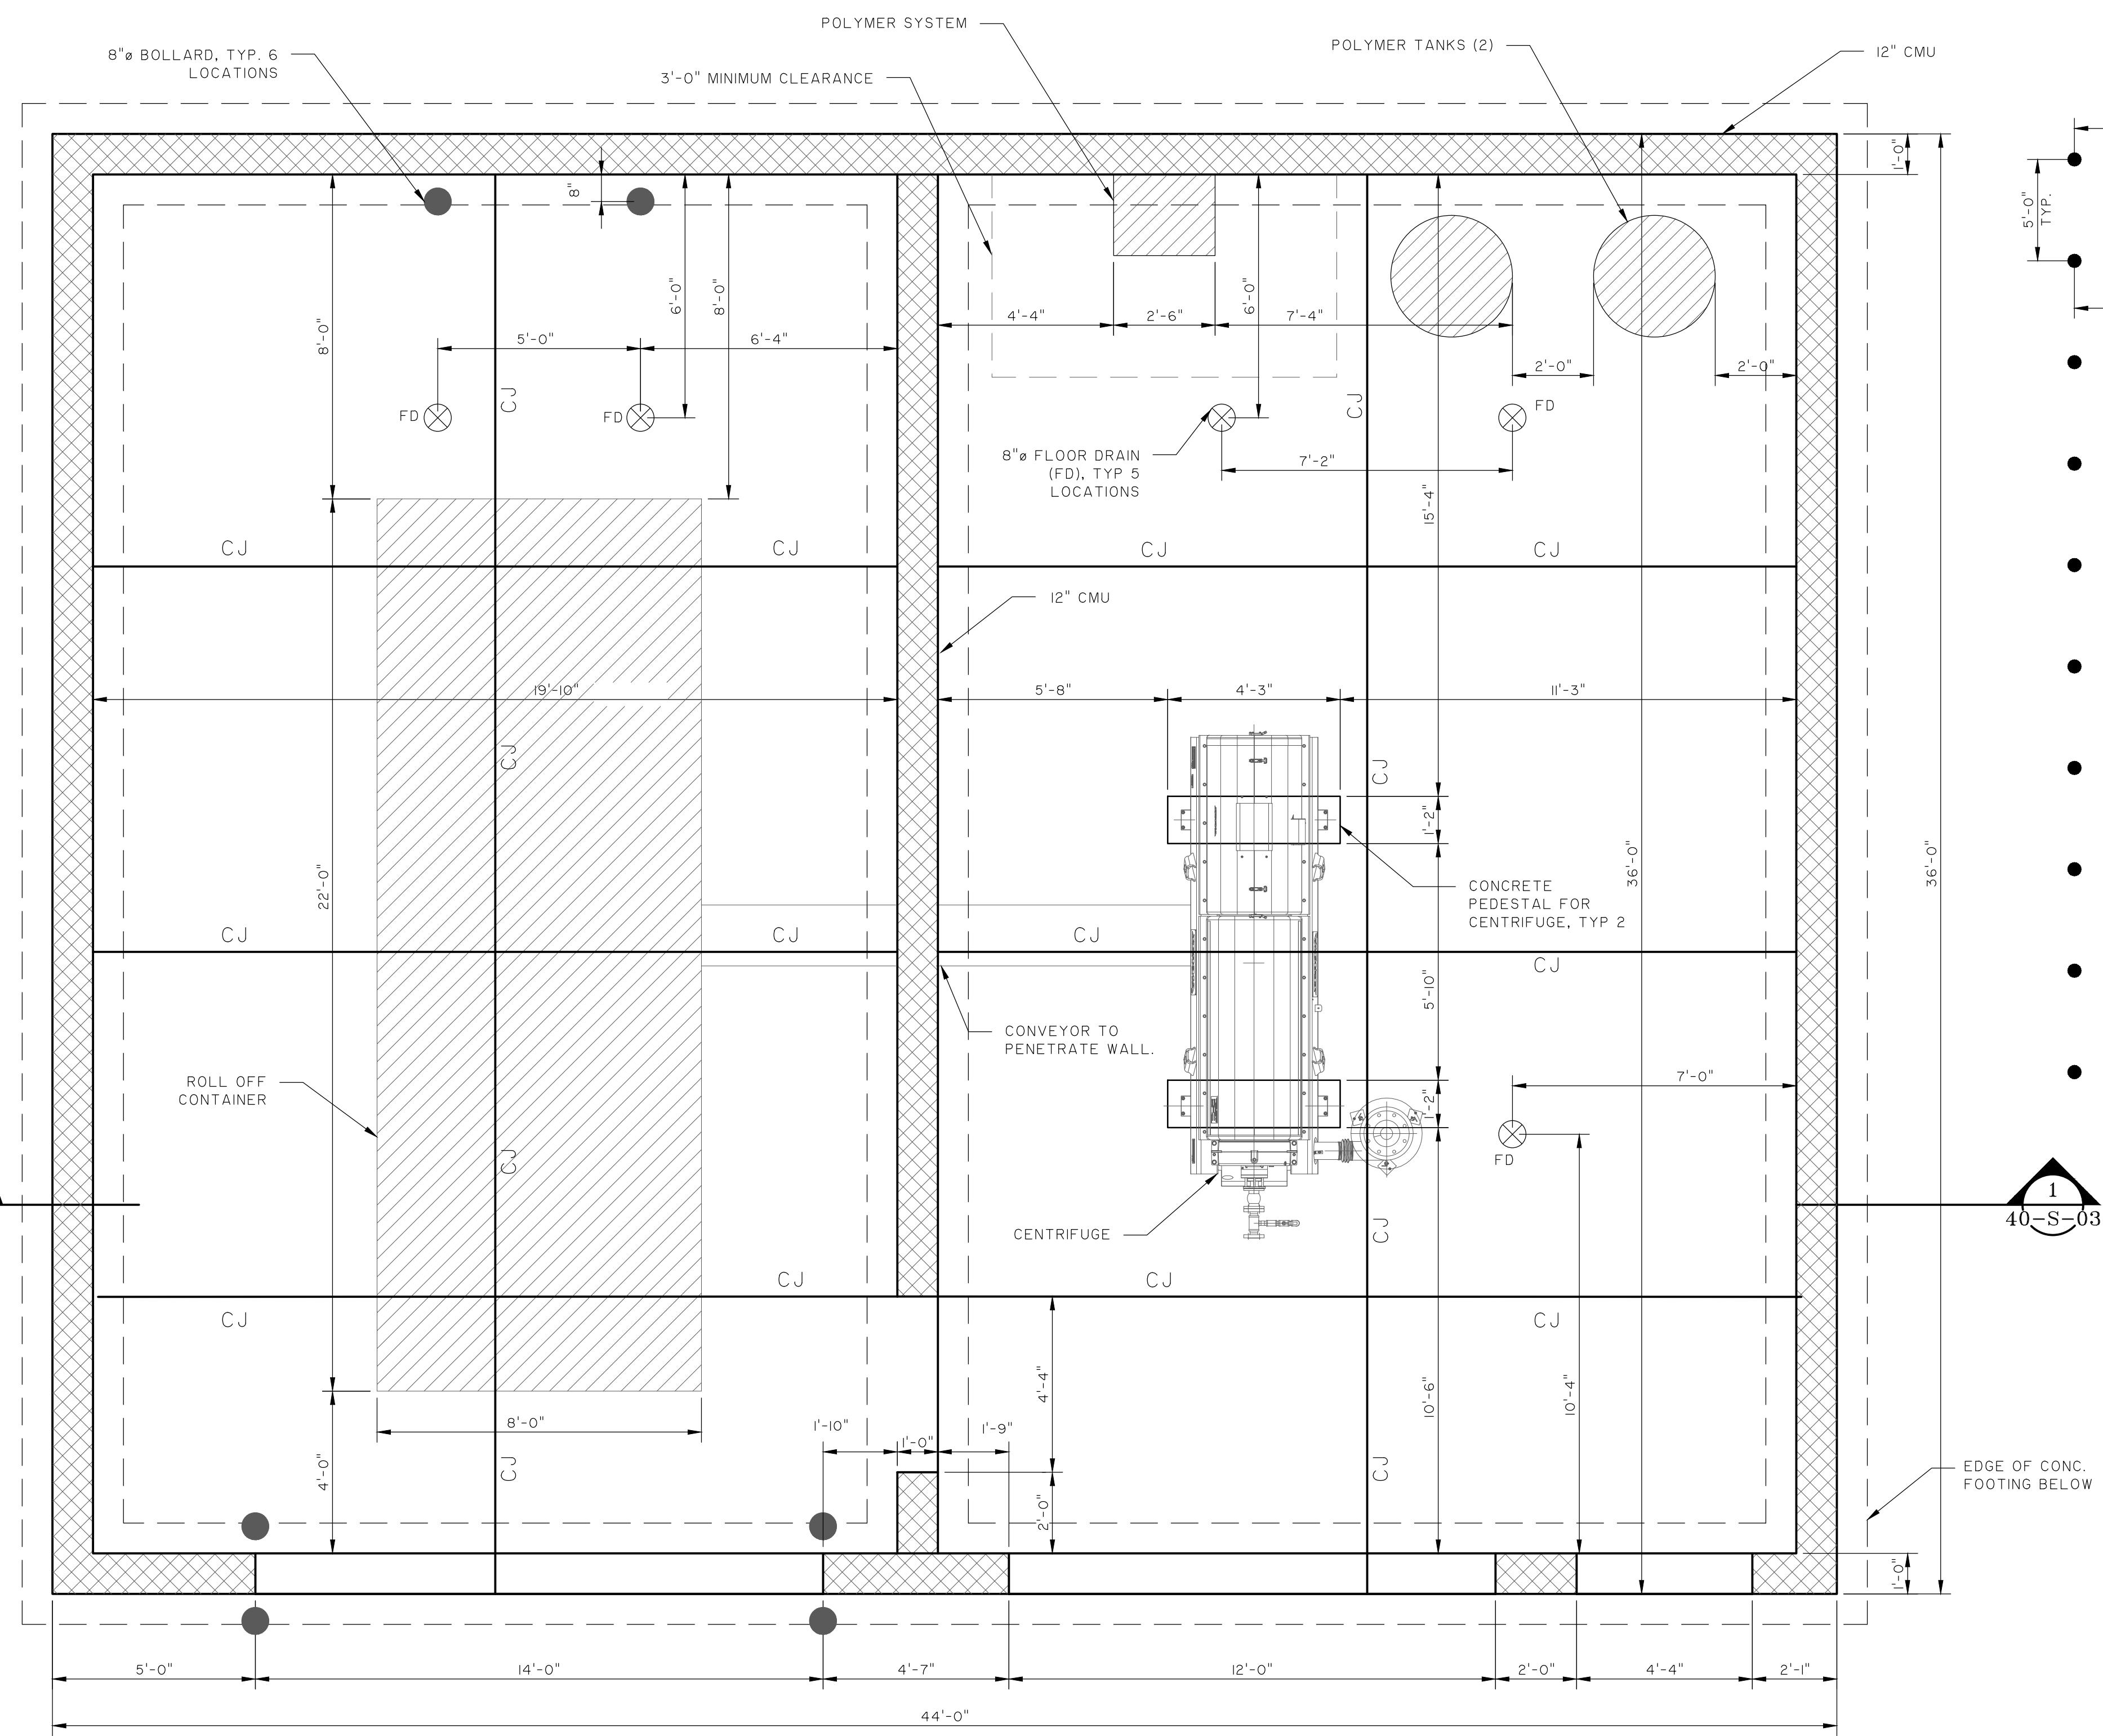 POLYMER SYSTEM
8"ø BOLLARD, TYP. 6
LOCATIONS
3'-0" MINIMUM CLEARANCE
POLYMER TANKS (2)
12" CMU
1'-0"
5'-0"
TYP.
8"
8'-0"
6'-0"
8'-0"
5'-0"
6'-4"
FD
FD
CJ
4'-4"
2'-6"
7'-4"
6'-0"
2'-0"
2'-0"
CJ
FD
8"ø FLOOR DRAIN
(FD), TYP 5
LOCATIONS
7'-2"
15'-4"
CJ
CJ
CJ
CJ
12" CMU
19'-10"
5'-8"
4'-3"
11'-3"
CJ
CJ
1'-2"
36'-0"
36'-0"
22'-0"
CONCRETE
PEDESTAL FOR
CENTRIFUGE, TYP 2
CJ
CJ
CJ
CJ
5'-10"
CONVEYOR TO
PENETRATE WALL.
ROLL OFF
CONTAINER
1'-2"
7'-0"
CJ
FD
1
40-S-03
CENTRIFUGE
CJ
CJ
CJ
CJ
CJ
4'-4"
10'-6"
10'-4"
8'-0"
1'-10"
1'-0"
1'-9"
4'-0"
CJ
CJ
2'-0"
EDGE OF CONC.
FOOTING BELOW
1'-0"
5'-0"
14'-0"
4'-7"
12'-0"
2'-0"
4'-4"
2'-1"
44'-0"